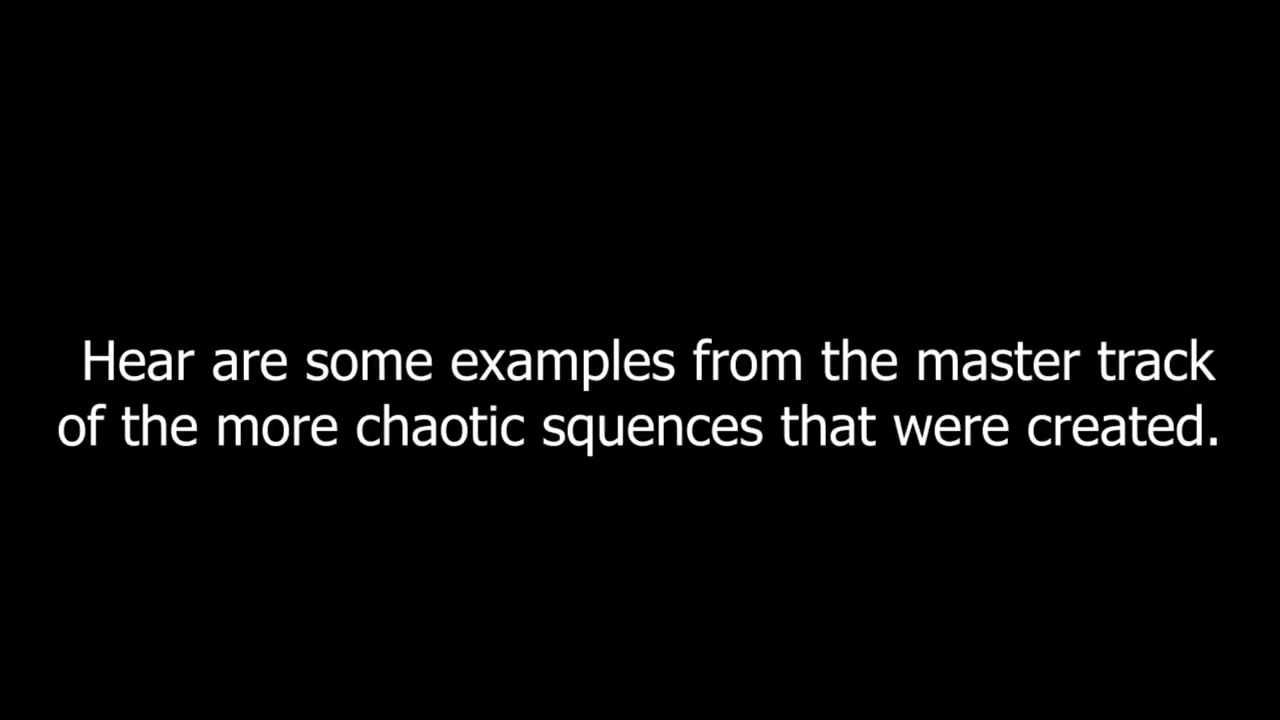 Hear are some examples from the master track
of the more chaotic squences that were created.